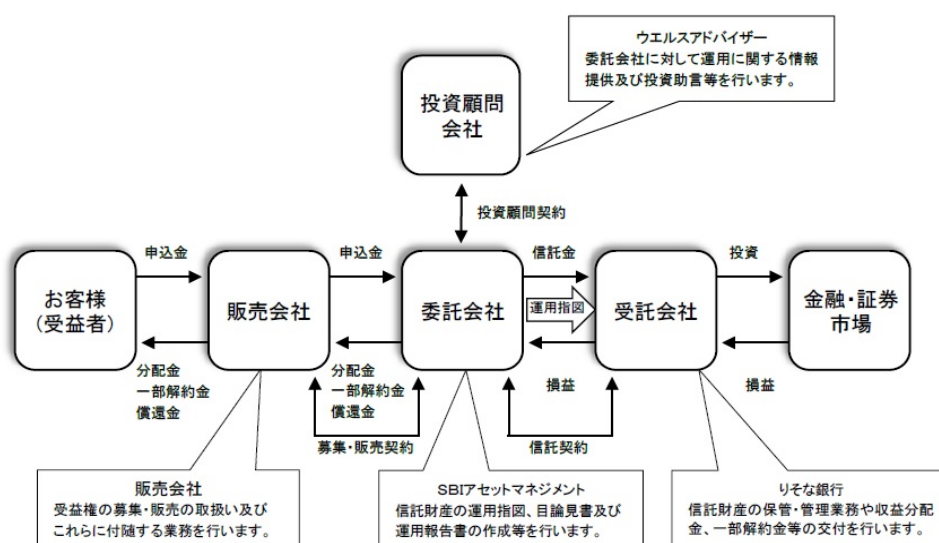 ウエルスアドバイザー
委託会社に対して運用に関する情報
提供及び投資助言等を行います。
投資顧問
会社
投資顧問契約
申込金
申込金
信託金
投資
お客様
(受益者)
販売会社
委託会社
運用指図
受託会社
金融・証券
市場
分配金
一部解約金
償還金
分配金
一部解約金
償還金
損益
損益
募集・販売契約
信託契約
販売会社
受益権の募集・販売の取扱い及び
これらに付随する業務を行います。
SBIアセットマネジメント
信託財産の運用指図、目論見書及び
運用報告書の作成等を行います。
りそな銀行
信託財産の保管・管理業務や収益分配
金、一部解約金等の交付を行います。